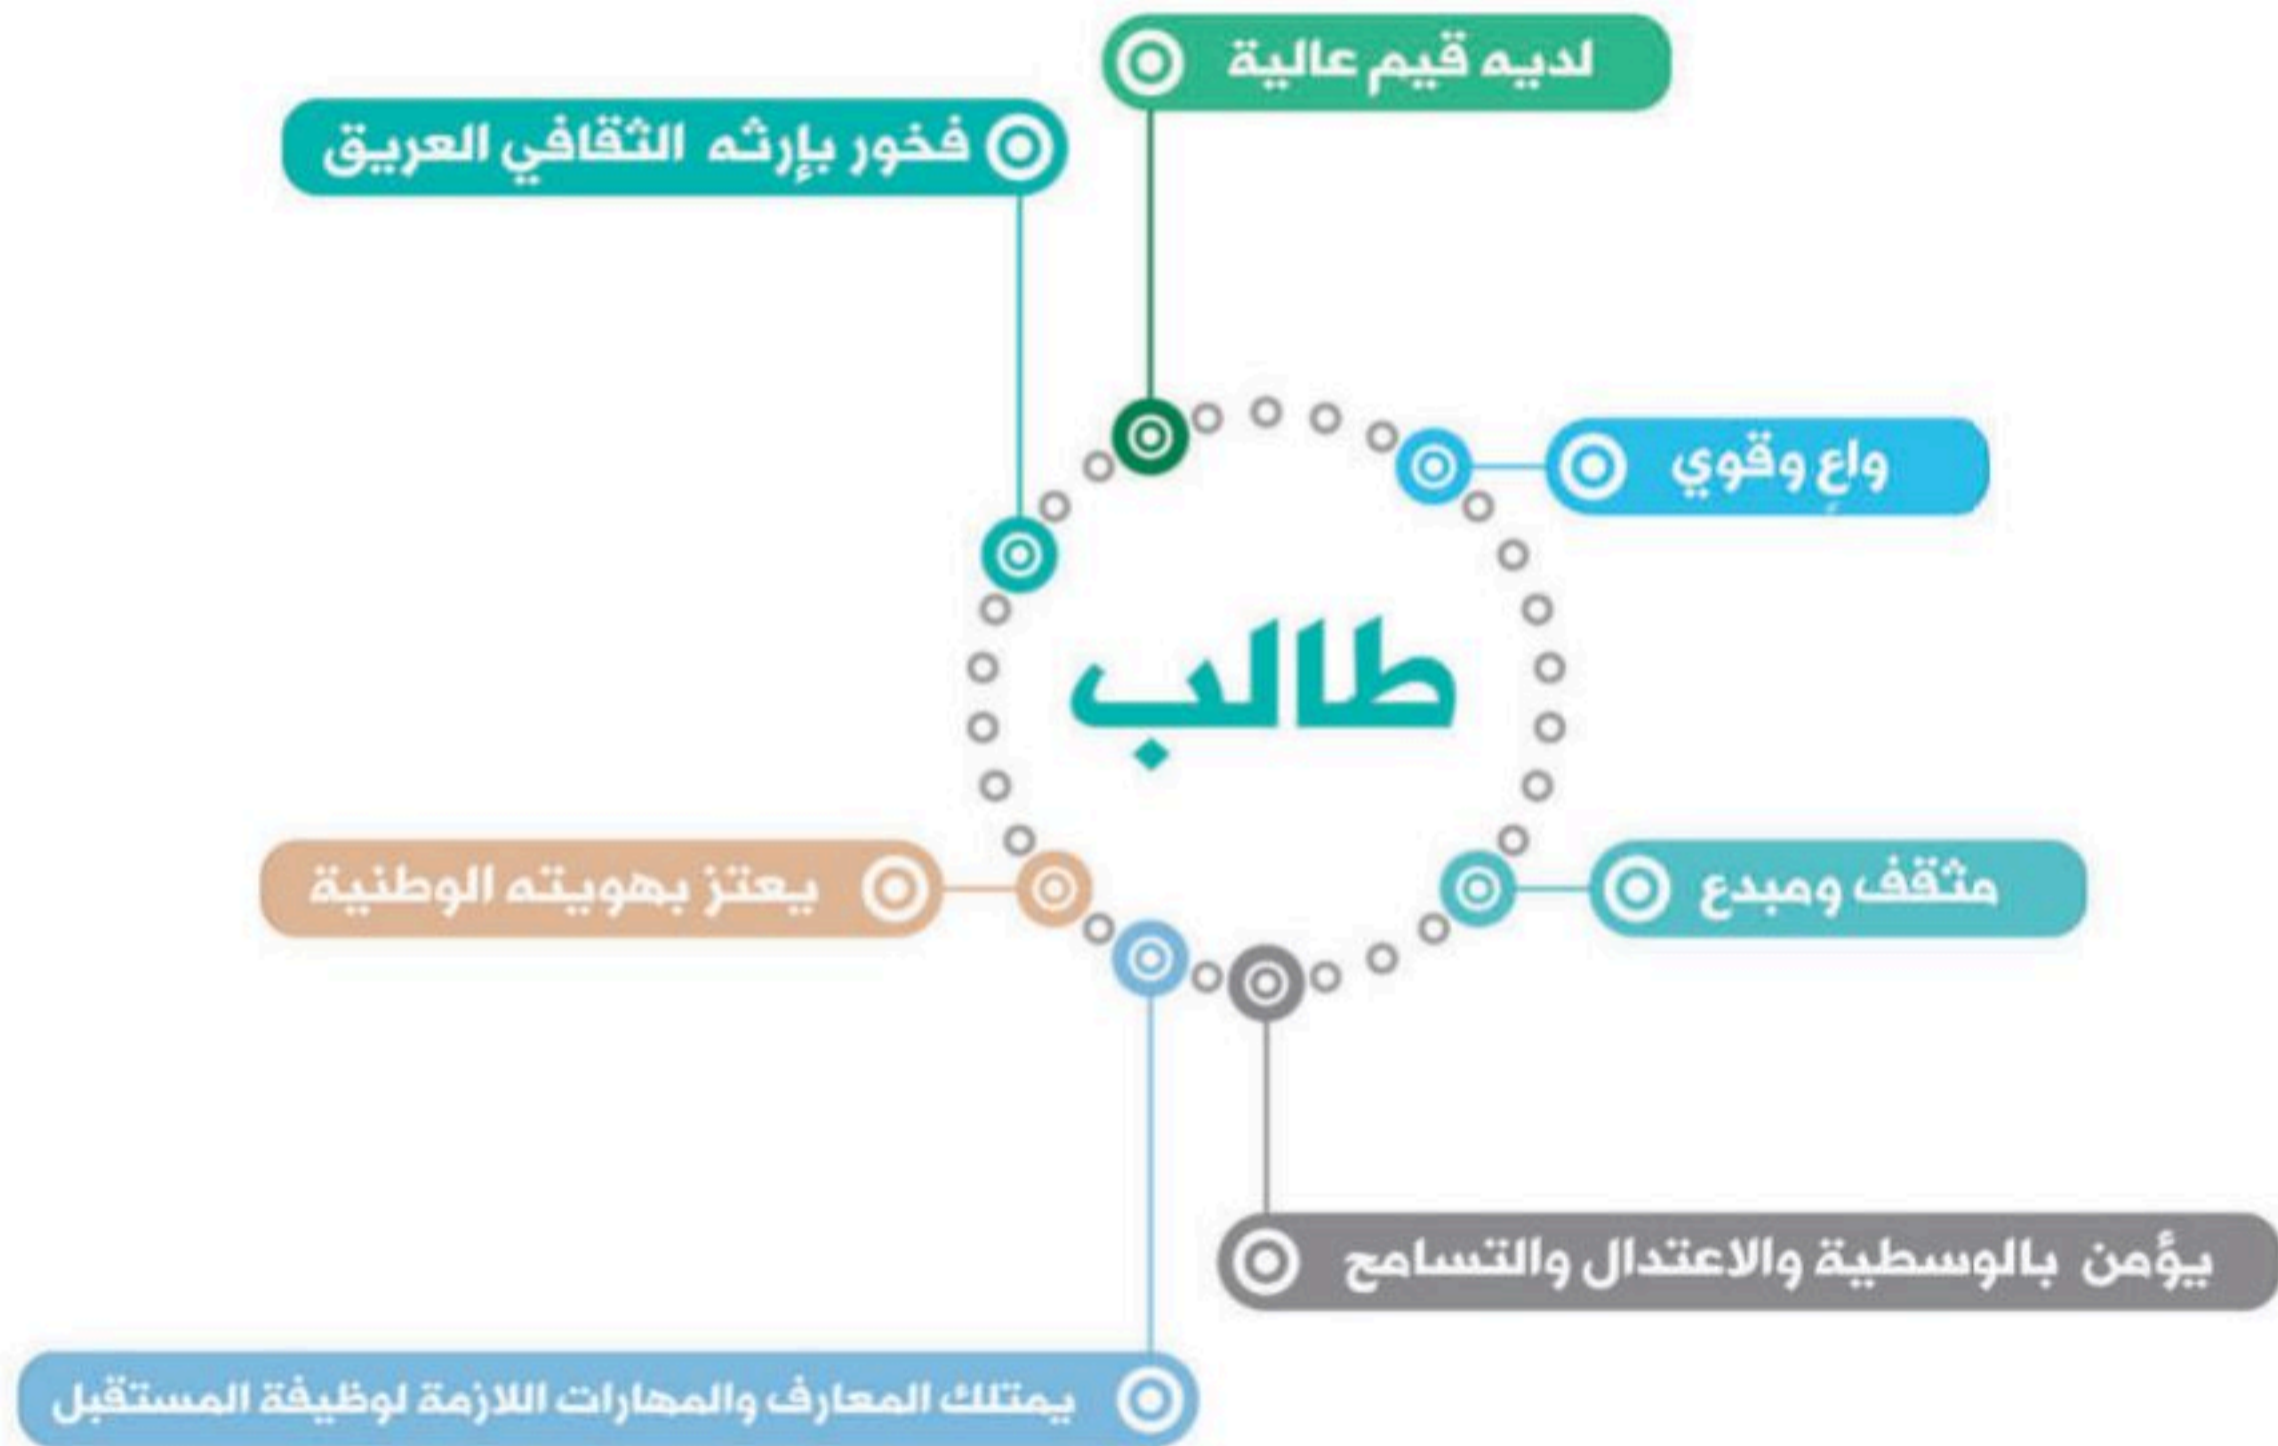 لديه قيم عالية
فخور بإرثه الثقافي العريق
واعٍ وقوي
طالب
مثقف ومبدع
يعتز بهويته الوطنية
يؤمن بالوسطية والاعتدال والتسامح
يمتلك المعارف والمهارات اللازمة لوظيفة المستقبل